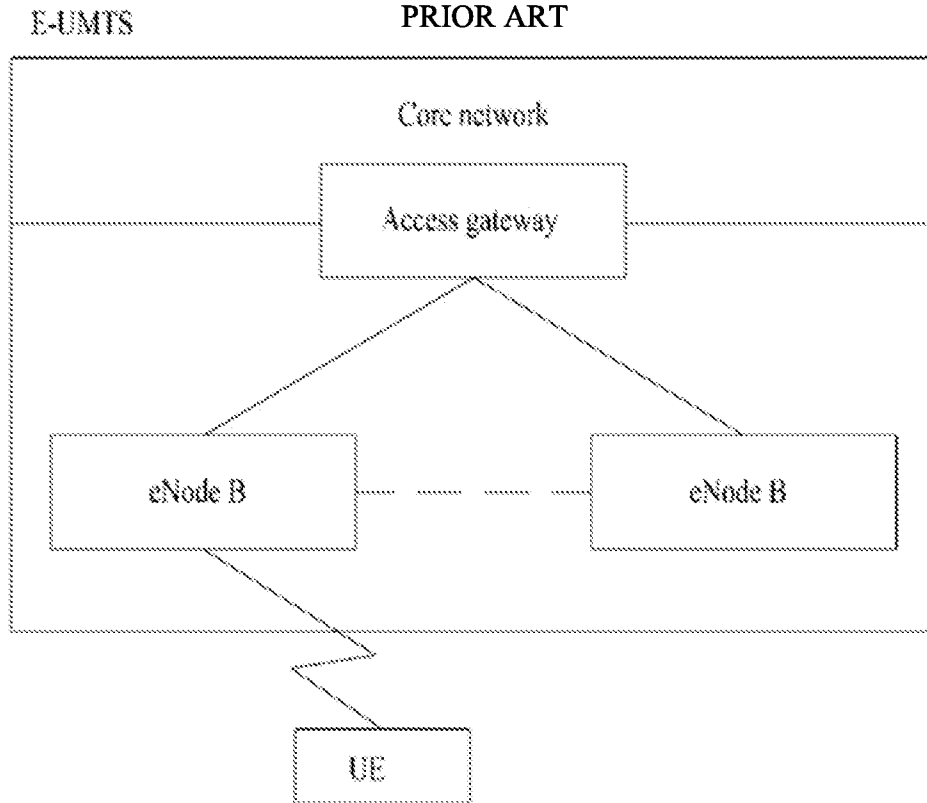 E-UMTS
PRIOR ART
Core network
Access gateway
eNode B
eNode B
UE